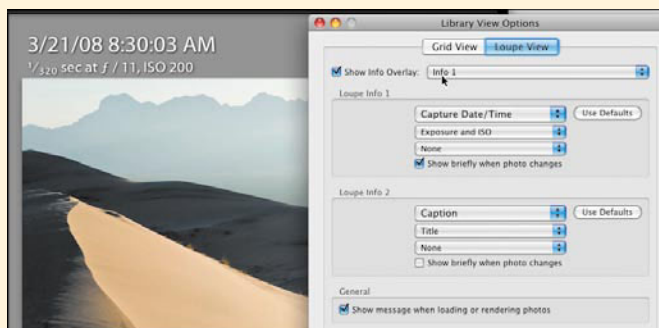 3/21/08 8:30:03 AM
1/320 sec at f / 11, ISO 200
Library View Options
Grid View Loupe View
Show Info Overlay: Info 1
Loupe Info 1
Capture Date/Time Use Defaults
Exposure and ISO
None
Show briefly when photo changes
Loupe Info 2
Caption Use Defaults
Title
None
Show briefly when photo changes
General
Show message when loading or rendering photos